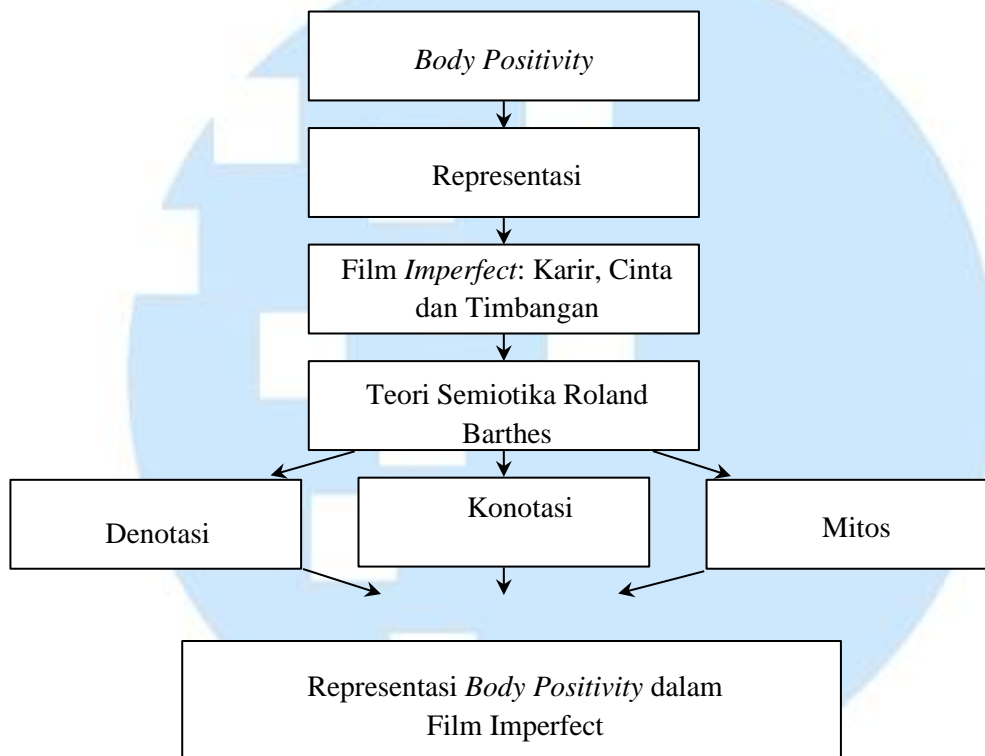 Body Positivity
Representasi
Film Imperfect: Karir, Cinta
dan Timbangan
Teori Semiotika Roland
Barthes
Denotasi
Konotasi
Mitos
Representasi Body Positivity dalam
Film Imperfect